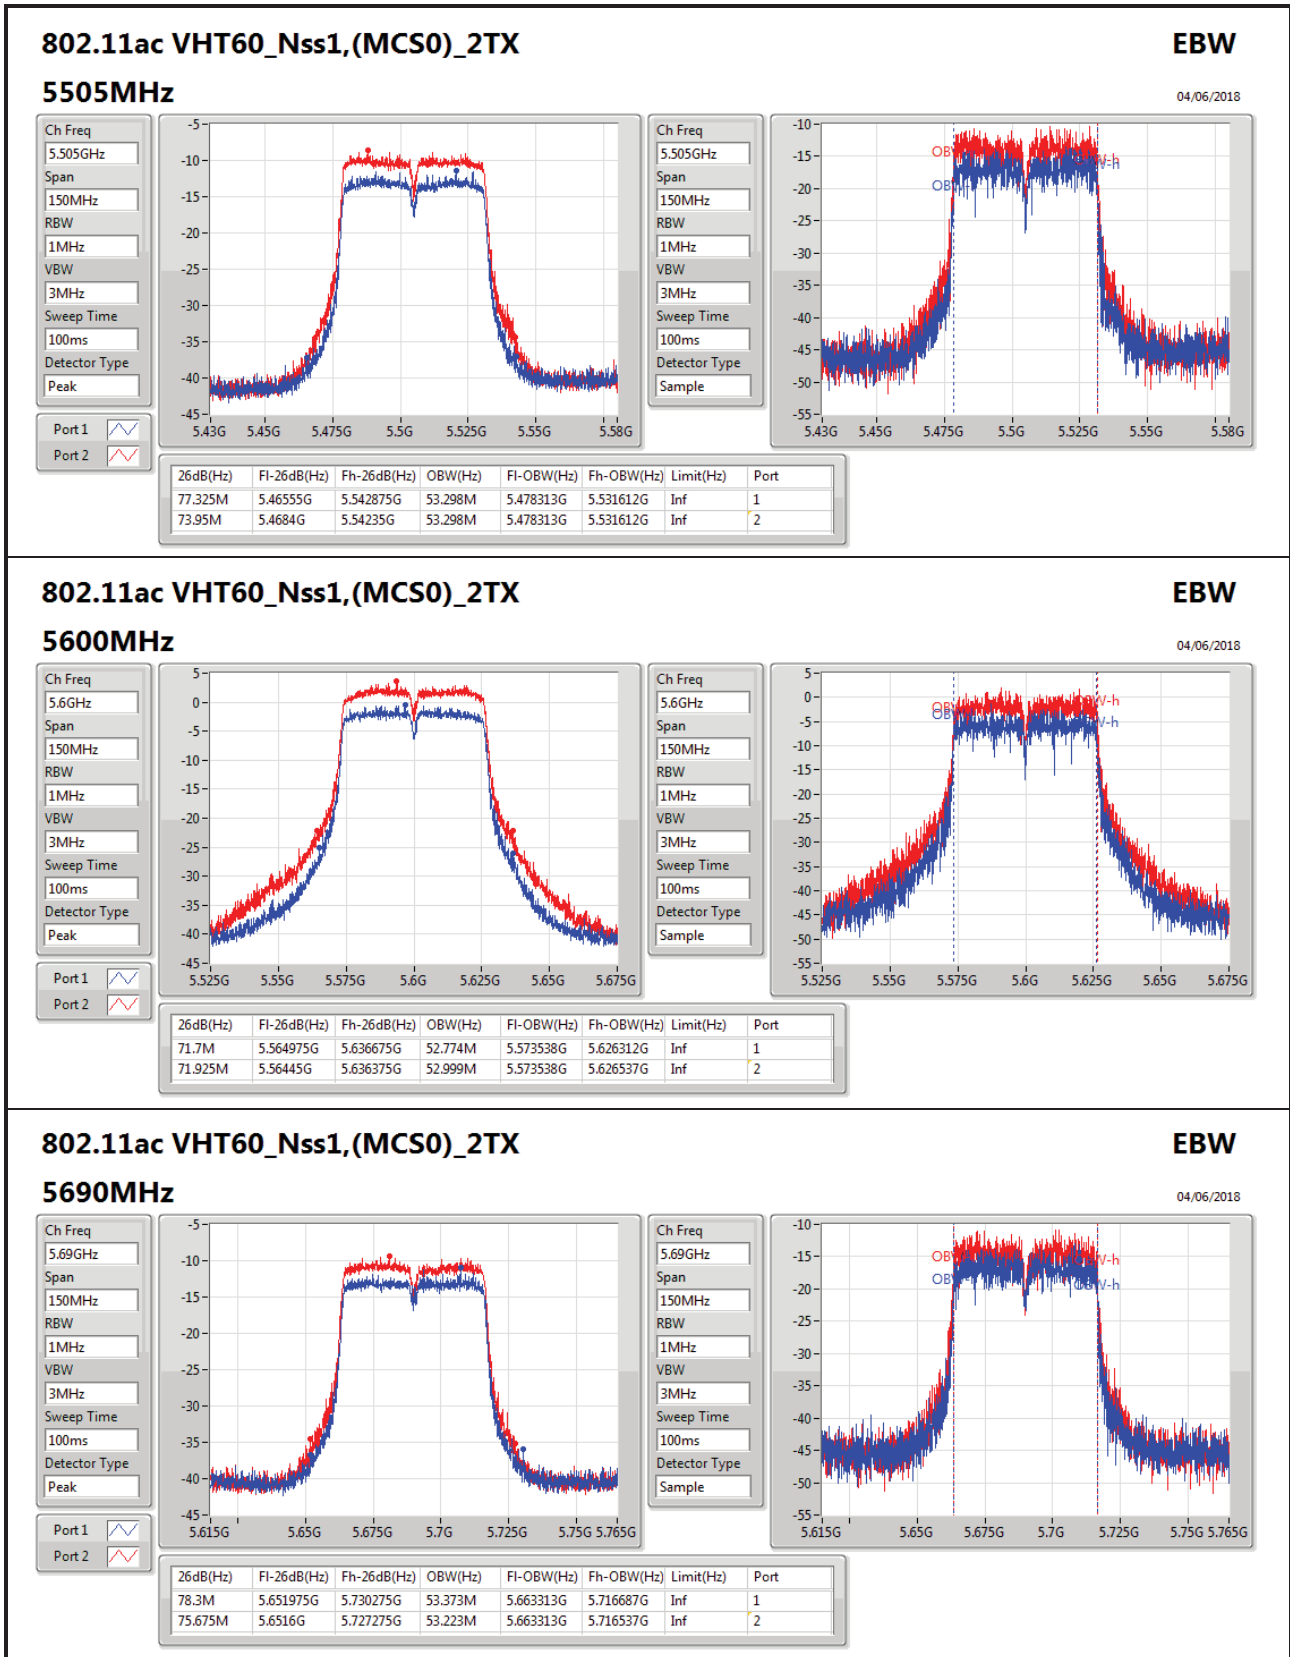 802.11ac VHT60_Nss1,(MCS0)_2TX EBW
5505MHz 04/06/2018
Ch Freq
5.505GHz
Span
150MHz
RBW
1MHz
VBW
3MHz
Sweep Time
100ms
Detector Type
Peak
Port 1
Port 2
-5
-10
-15
-20
-25
-30
-35
-40
-45
5.43G 5.45G 5.475G 5.5G 5.525G 5.55G 5.58G
Ch Freq
5.505GHz
Span
150MHz
RBW
1MHz
VBW
3MHz
Sweep Time
100ms
Detector Type
Sample
-10
-15
-20
-25
-30
-35
-40
-45
-50
-55
5.43G 5.45G 5.475G 5.5G 5.525G 5.55G 5.58G
26dB(Hz) Fl-26dB(Hz) Fh-26dB(Hz) OBW(Hz) Fl-OBW(Hz) Fh-OBW(Hz) Limit(Hz) Port
77.325M 5.46555G 5.542875G 53.298M 5.478313G 5.531612G Inf 1
73.95M 5.4684G 5.54235G 53.298M 5.478313G 5.531612G Inf 2
802.11ac VHT60_Nss1,(MCS0)_2TX EBW
5600MHz 04/06/2018
Ch Freq
5.6GHz
Span
150MHz
RBW
1MHz
VBW
3MHz
Sweep Time
100ms
Detector Type
Peak
Port 1
Port 2
5
0
-5
-10
-15
-20
-25
-30
-35
-40
-45
5.525G 5.55G 5.575G 5.6G 5.625G 5.65G 5.675G
Ch Freq
5.6GHz
Span
150MHz
RBW
1MHz
VBW
3MHz
Sweep Time
100ms
Detector Type
Sample
5
0
-5
-10
-15
-20
-25
-30
-35
-40
-45
-50
-55
5.525G 5.55G 5.575G 5.6G 5.625G 5.65G 5.675G
26dB(Hz) Fl-26dB(Hz) Fh-26dB(Hz) OBW(Hz) Fl-OBW(Hz) Fh-OBW(Hz) Limit(Hz) Port
71.7M 5.564975G 5.636675G 52.774M 5.573538G 5.626312G Inf 1
71.925M 5.56445G 5.636375G 52.999M 5.573538G 5.626537G Inf 2
802.11ac VHT60_Nss1,(MCS0)_2TX EBW
5690MHz 04/06/2018
Ch Freq
5.69GHz
Span
150MHz
RBW
1MHz
VBW
3MHz
Sweep Time
100ms
Detector Type
Peak
Port 1
Port 2
-5
-10
-15
-20
-25
-30
-35
-40
-45
5.615G 5.65G 5.675G 5.7G 5.725G 5.75G 5.765G
Ch Freq
5.69GHz
Span
150MHz
RBW
1MHz
VBW
3MHz
Sweep Time
100ms
Detector Type
Sample
-10
-15
-20
-25
-30
-35
-40
-45
-50
-55
5.615G 5.65G 5.675G 5.7G 5.725G 5.75G 5.765G
26dB(Hz) Fl-26dB(Hz) Fh-26dB(Hz) OBW(Hz) Fl-OBW(Hz) Fh-OBW(Hz) Limit(Hz) Port
78.3M 5.651975G 5.730275G 53.373M 5.663313G 5.716687G Inf 1
75.675M 5.6516G 5.727275G 53.223M 5.663313G 5.716537G Inf 2